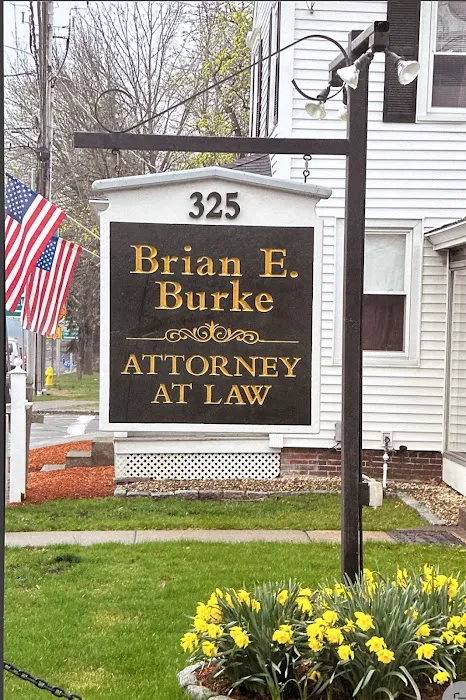 325
Brian E.
Burke
ATTORNEY
AT LAW